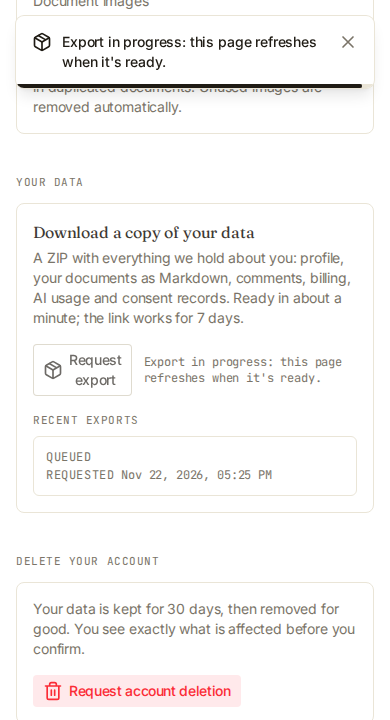 Document images
Export in progress: this page refreshes
when it's ready.
in duplicated documents. Unused images are
removed automatically.
YOUR DATA
Download a copy of your data
A ZIP with everything we hold about you: profile,
your documents as Markdown, comments, billing,
AI usage and consent records. Ready in about a
minute; the link works for 7 days.
Request
export
Export in progress: this page
refreshes when it's ready.
RECENT EXPORTS
QUEUED
REQUESTED Nov 22, 2026, 05:25 PM
DELETE YOUR ACCOUNT
Your data is kept for 30 days, then removed for
good. You see exactly what is affected before you
confirm.
Request account deletion